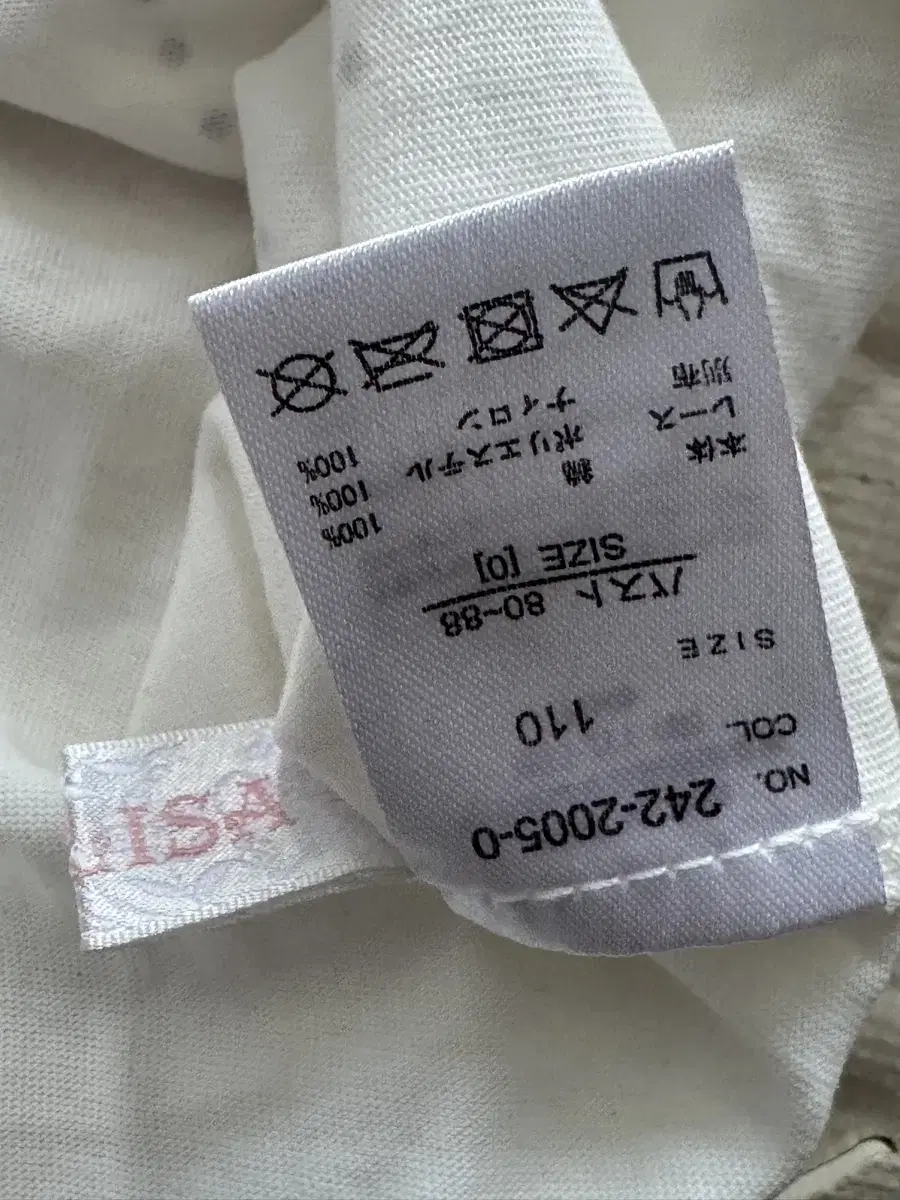 NO. 242-2005-0
COL. 110
SIZE
バスト 80~88
SIZE [0]
本体 綿 100%
レース ポリエステル 100%
別布 ナイロン 100%
LISA